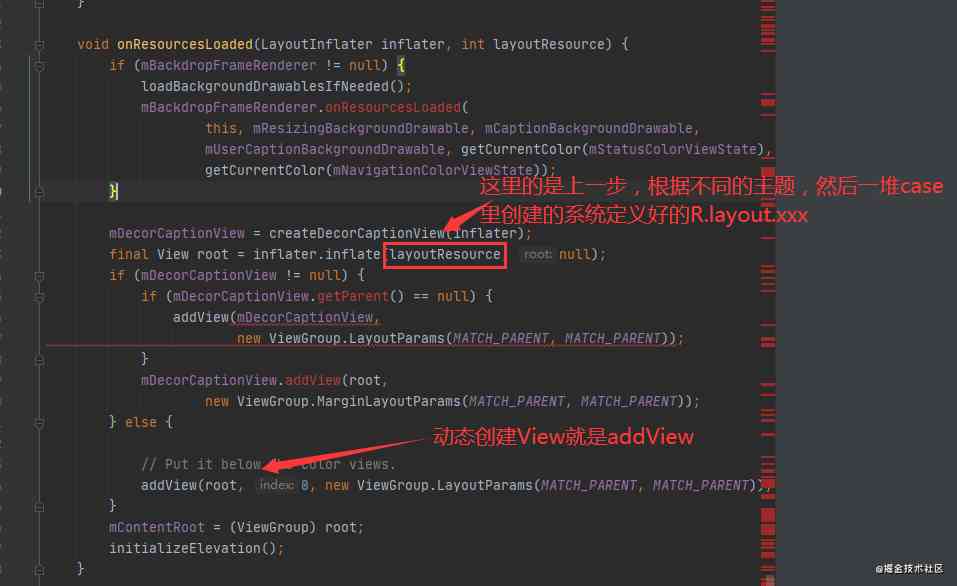 }
void onResourcesLoaded(LayoutInflater inflater, int layoutResource) {
if (mBackdropFrameRenderer != null) {
loadBackgroundDrawablesIfNeeded();
mBackdropFrameRenderer.onResourcesLoaded(
this, mResizingBackgroundDrawable, mCaptionBackgroundDrawable,
mUserCaptionBackgroundDrawable, getCurrentColor(mStatusColorViewState),
getCurrentColor(mNavigationColorViewState));
}
这里的是上一步，根据不同的主题，然后一堆case
里创建的系统定义好的R.layout.xxx
mDecorCaptionView = createDecorCaptionView(inflater);
final View root = inflater.inflate(layoutResource, root: null);
if (mDecorCaptionView != null) {
if (mDecorCaptionView.getParent() == null) {
addView(mDecorCaptionView,
new ViewGroup.LayoutParams(MATCH_PARENT, MATCH_PARENT));
}
mDecorCaptionView.addView(root,
new ViewGroup.MarginLayoutParams(MATCH_PARENT, MATCH_PARENT));
} else {
动态创建View就是addView
// Put it below the color views.
addView(root, index: 0, new ViewGroup.LayoutParams(MATCH_PARENT, MATCH_PARENT));
}
mContentRoot = (ViewGroup) root;
initializeElevation();
}
@掘金技术社区